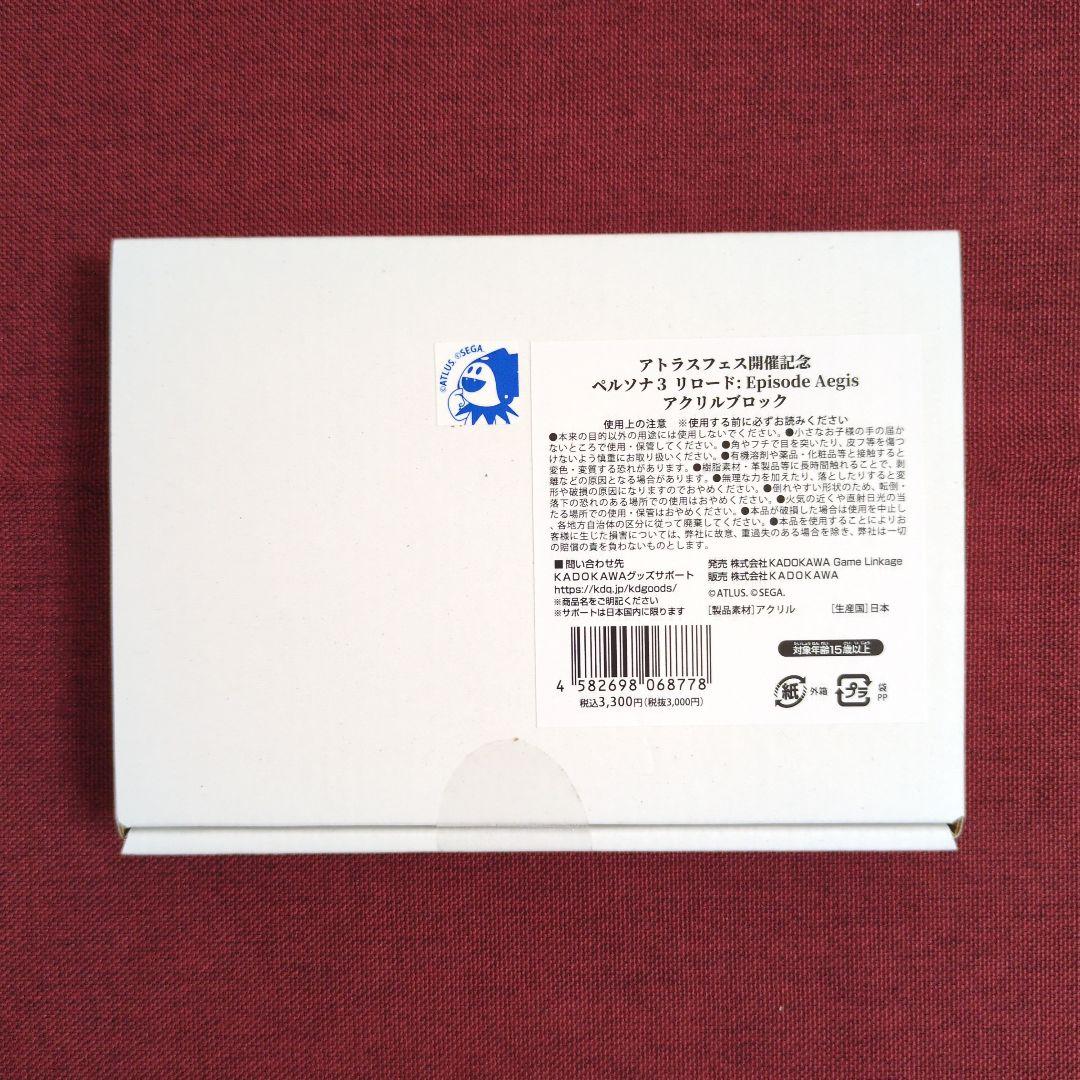 ©ATLUS. ©SEGA.
アトラスフェス開催記念
ペルソナ3 リロード: Episode Aegis
アクリルブロック
使用上の注意 ※使用する前に必ずお読みください
●本来の目的以外の用途には使用しないでください。●小さなお子様の手の届か
ないところで使用・保管してください。●角やフチで目を突いたり、皮フ等を傷つ
けないよう慎重にお取り扱いください。●有機溶剤や薬品・化粧品等と接触すると
変色・変質する恐れがあります。●樹脂素材・革製品等に長時間触れることで、剥
離などの原因となる場合があります。●無理な力を加えたり、落としたりすると変
形や破損の原因になりますのでおやめください。●倒れやすい形状のため、転倒・
落下の恐れのある場所での使用はおやめください。●火気の近くや直射日光の当
たる場所での使用・保管はおやめください。●本品が破損した場合は使用を中止し
、各地方自治体の区分に従って廃棄してください。●本品を使用することによりお
客様に生じた損害については、弊社に故意、重過失のある場合を除き、弊社は一切
の賠償の責を負わないものとします。
■問い合わせ先
KADOKAWAグッズサポート
https://kdq.jp/kdgoods/
※商品名をご明記ください
※サポートは日本国内に限ります
発売 株式会社KADOKAWA Game Linkage
販売 株式会社KADOKAWA
©ATLUS. ©SEGA.
[製品素材]アクリル [生産国]日本
4 582698 068778
税込3,300円(税抜3,000円)
たいしょうねんれい さい いじょう
対象年齢15歳以上
紙 外箱 プラ 袋
PP